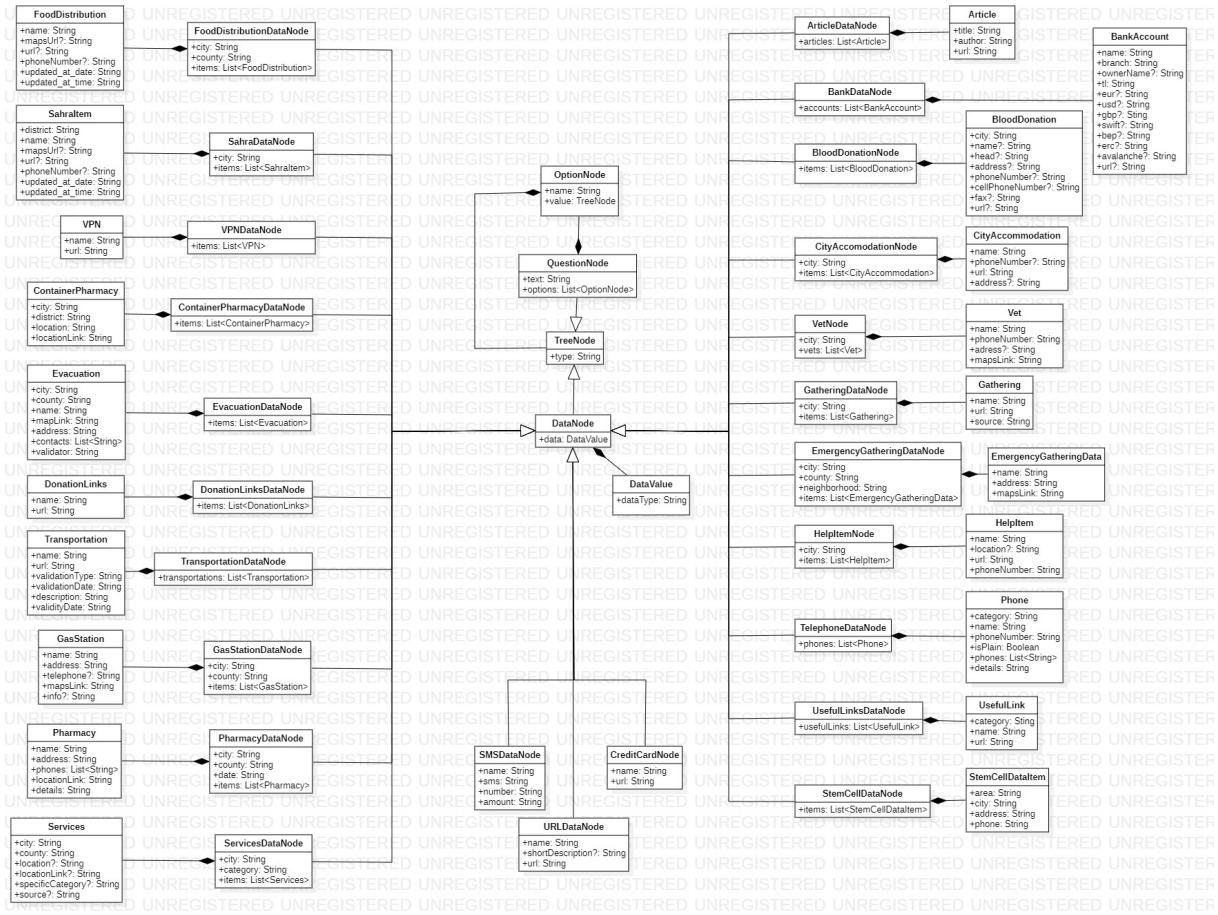 FoodDistribution
+name: String
+mapsUrl?: String
+url?: String
+phoneNumber?: String
+updated_at_date: String
+updated_at_time: String
FoodDistributionDataNode
+city: String
+county: String
+items: List<FoodDistribution>
SahraItem
+district: String
+name: String
+mapsUrl?: String
+url?: String
+phoneNumber?: String
+updated_at_date: String
+updated_at_time: String
SahraDataNode
+city: String
+items: List<SahraItem>
VPN
+name: String
+url: String
VPNDataNode
+items: List<VPN>
ContainerPharmacy
+city: String
+district: String
+location: String
+locationLink: String
ContainerPharmacyDataNode
+items: List<ContainerPharmacy>
Evacuation
+city: String
+county: String
+name: String
+mapLink: String
+address: String
+contacts: List<String>
+validator: String
EvacuationDataNode
+items: List<Evacuation>
DonationLinks
+name: String
+url: String
DonationLinksDataNode
+items: List<DonationLinks>
Transportation
+name: String
+url: String
+validationType: String
+validationDate: String
+description: String
+validityDate: String
TransportationDataNode
+transportations: List<Transportation>
GasStation
+name: String
+address: String
+telephone?: String
+mapsLink: String
+info?: String
GasStationDataNode
+city: String
+county: String
+items: List<GasStation>
Pharmacy
+name: String
+address: String
+phones: List<String>
+locationLink: String
+details: String
PharmacyDataNode
+city: String
+county: String
+date: String
+items: List<Pharmacy>
Services
+city: String
+county: String
+location?: String
+locationLink?: String
+specificCategory?: String
+source?: String
ServicesDataNode
+city: String
+category: String
+items: List<Services>
OptionNode
+name: String
+value: TreeNode
QuestionNode
+text: String
+options: List<OptionNode>
TreeNode
+type: String
DataNode
+data: DataValue
DataValue
+dataType: String
SMSDataNode
+name: String
+sms: String
+number: String
+amount: String
CreditCardNode
+name: String
+url: String
URLDataNode
+name: String
+shortDescription?: String
+url: String
ArticleDataNode
+articles: List<Article>
Article
+title: String
+author: String
+url: String
BankDataNode
+accounts: List<BankAccount>
BankAccount
+name: String
+branch: String
+ownerName?: String
+tl: String
+eur?: String
+usd?: String
+gbp?: String
+swift?: String
+bep?: String
+erc?: String
+avalanche?: String
+url?: String
BloodDonationNode
+items: List<BloodDonation>
BloodDonation
+city: String
+name?: String
+head?: String
+address?: String
+phoneNumber?: String
+cellPhoneNumber?: String
+fax?: String
+url?: String
CityAccomodationNode
+city: String
+items: List<CityAccommodation>
CityAccommodation
+name: String
+phoneNumber?: String
+url: String
+address?: String
VetNode
+city: String
+vets: List<Vet>
Vet
+name: String
+phoneNumber: String
+adress?: String
+mapsLink: String
GatheringDataNode
+city: String
+items: List<Gathering>
Gathering
+name: String
+url: String
+source: String
EmergencyGatheringDataNode
+city: String
+county: String
+neighborhood: String
+items: List<EmergencyGatheringData>
EmergencyGatheringData
+name: String
+address: String
+mapsLink: String
HelpItemNode
+city: String
+items: List<HelpItem>
HelpItem
+name: String
+location?: String
+url: String
+phoneNumber: String
TelephoneDataNode
+phones: List<Phone>
Phone
+category: String
+name: String
+phoneNumber: String
+isPlain: Boolean
+phones: List<String>
+details: String
UsefulLinksDataNode
+usefulLinks: List<UsefulLink>
UsefulLink
+category: Sting
+name: String
+url: String
StemCellDataNode
+items: List<StemCellDataItem>
StemCellDataItem
+area: String
+city: String
+address: String
+phone: String
UNREGISTERED